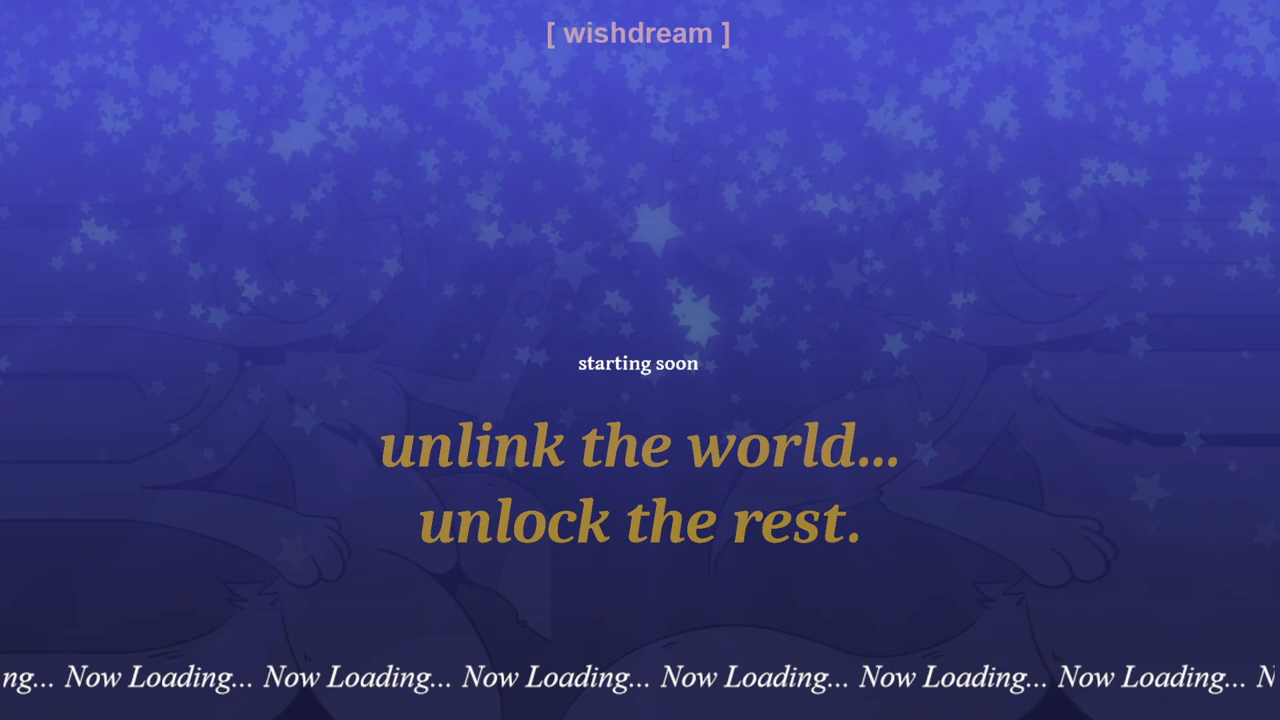 [ wishdream ]
starting soon
unlink the world...
unlock the rest.
ng... Now Loading... Now Loading... Now Loading... Now Loading... Now Loading... Now Loading... N